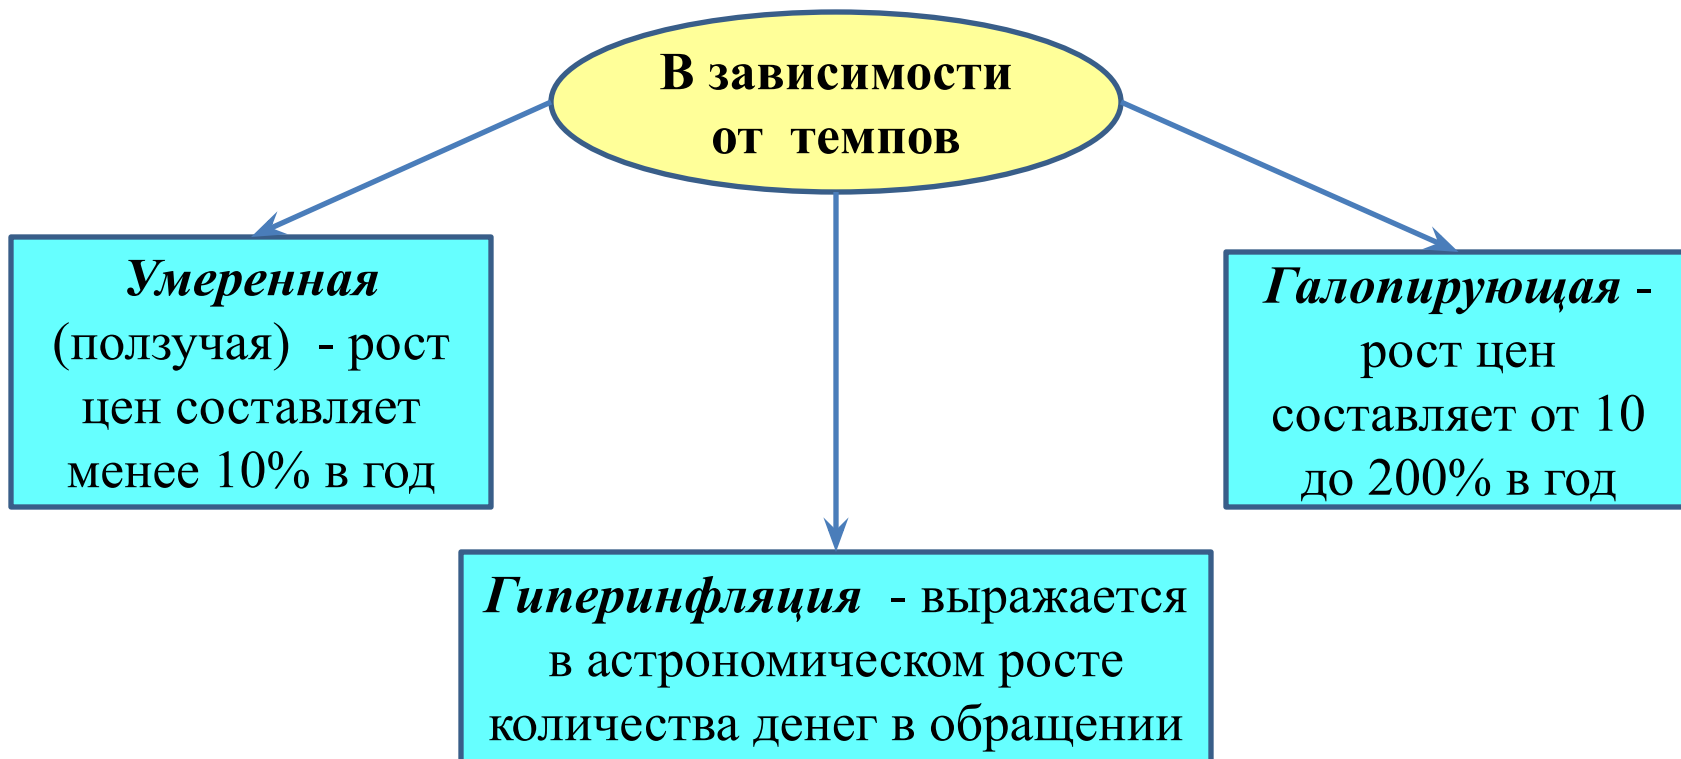 В зависимости
от темпов
Умеренная
(ползучая) - рост
цен составляет
менее 10% в год
Галопирующая -
рост цен
составляет от 10
до 200% в год
Гиперинфляция - выражается
в астрономическом росте
количества денег в обращении